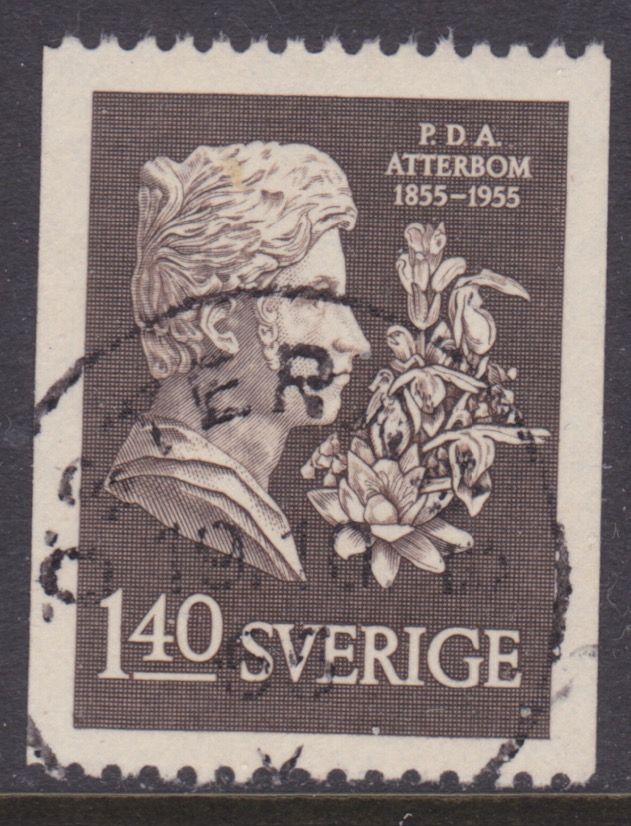 P. D. A.
ATTERBOM
1855–1955
1 40 SVERIGE